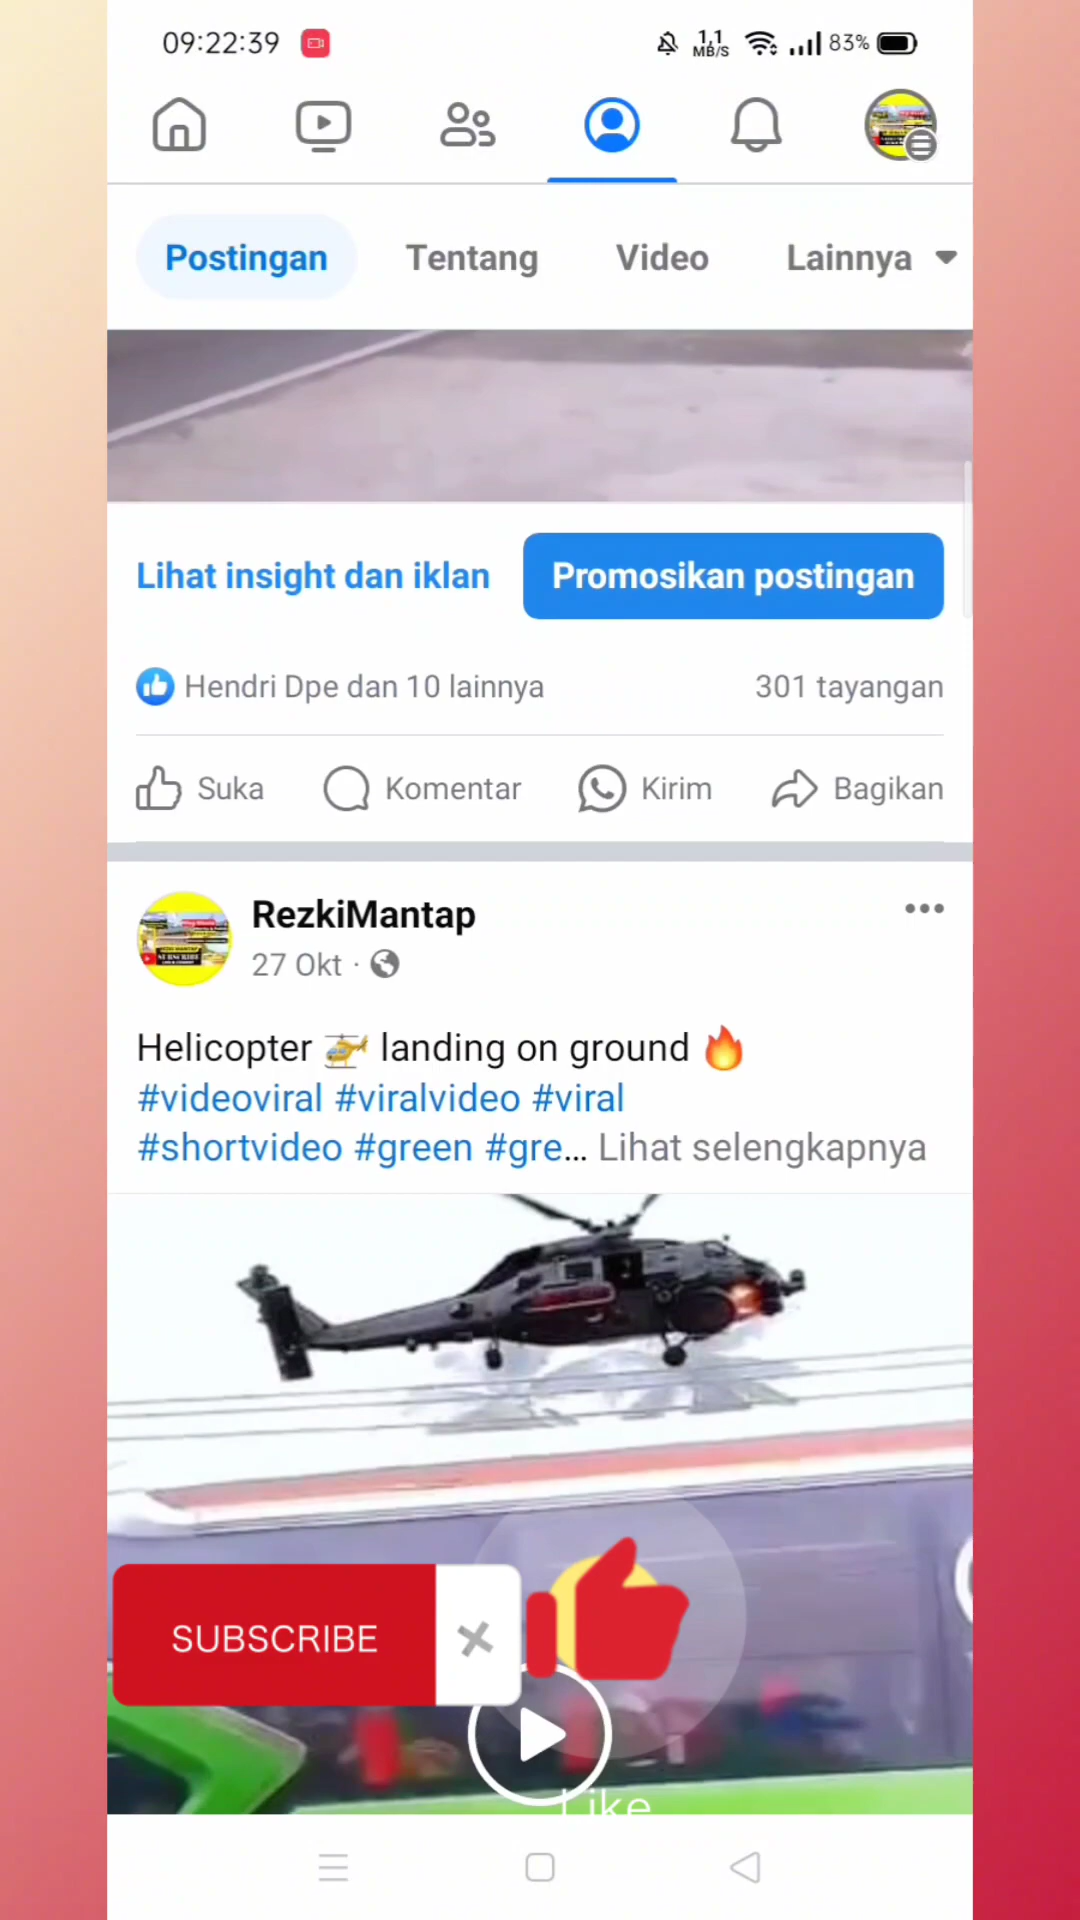 09:22:39
1,1
MB/S
83%
Postingan
Tentang
Video
Lainnya
Lihat insight dan iklan
Promosikan postingan
Hendri Dpe dan 10 lainnya
301 tayangan
Suka
Komentar
Kirim
Bagikan
RezkiMantap
27 Okt ·
Helicopter 🚁 landing on ground 🔥
#videoviral #viralvideo #viral
#shortvideo #green #gre... Lihat selengkapnya
SUBSCRIBE
Like